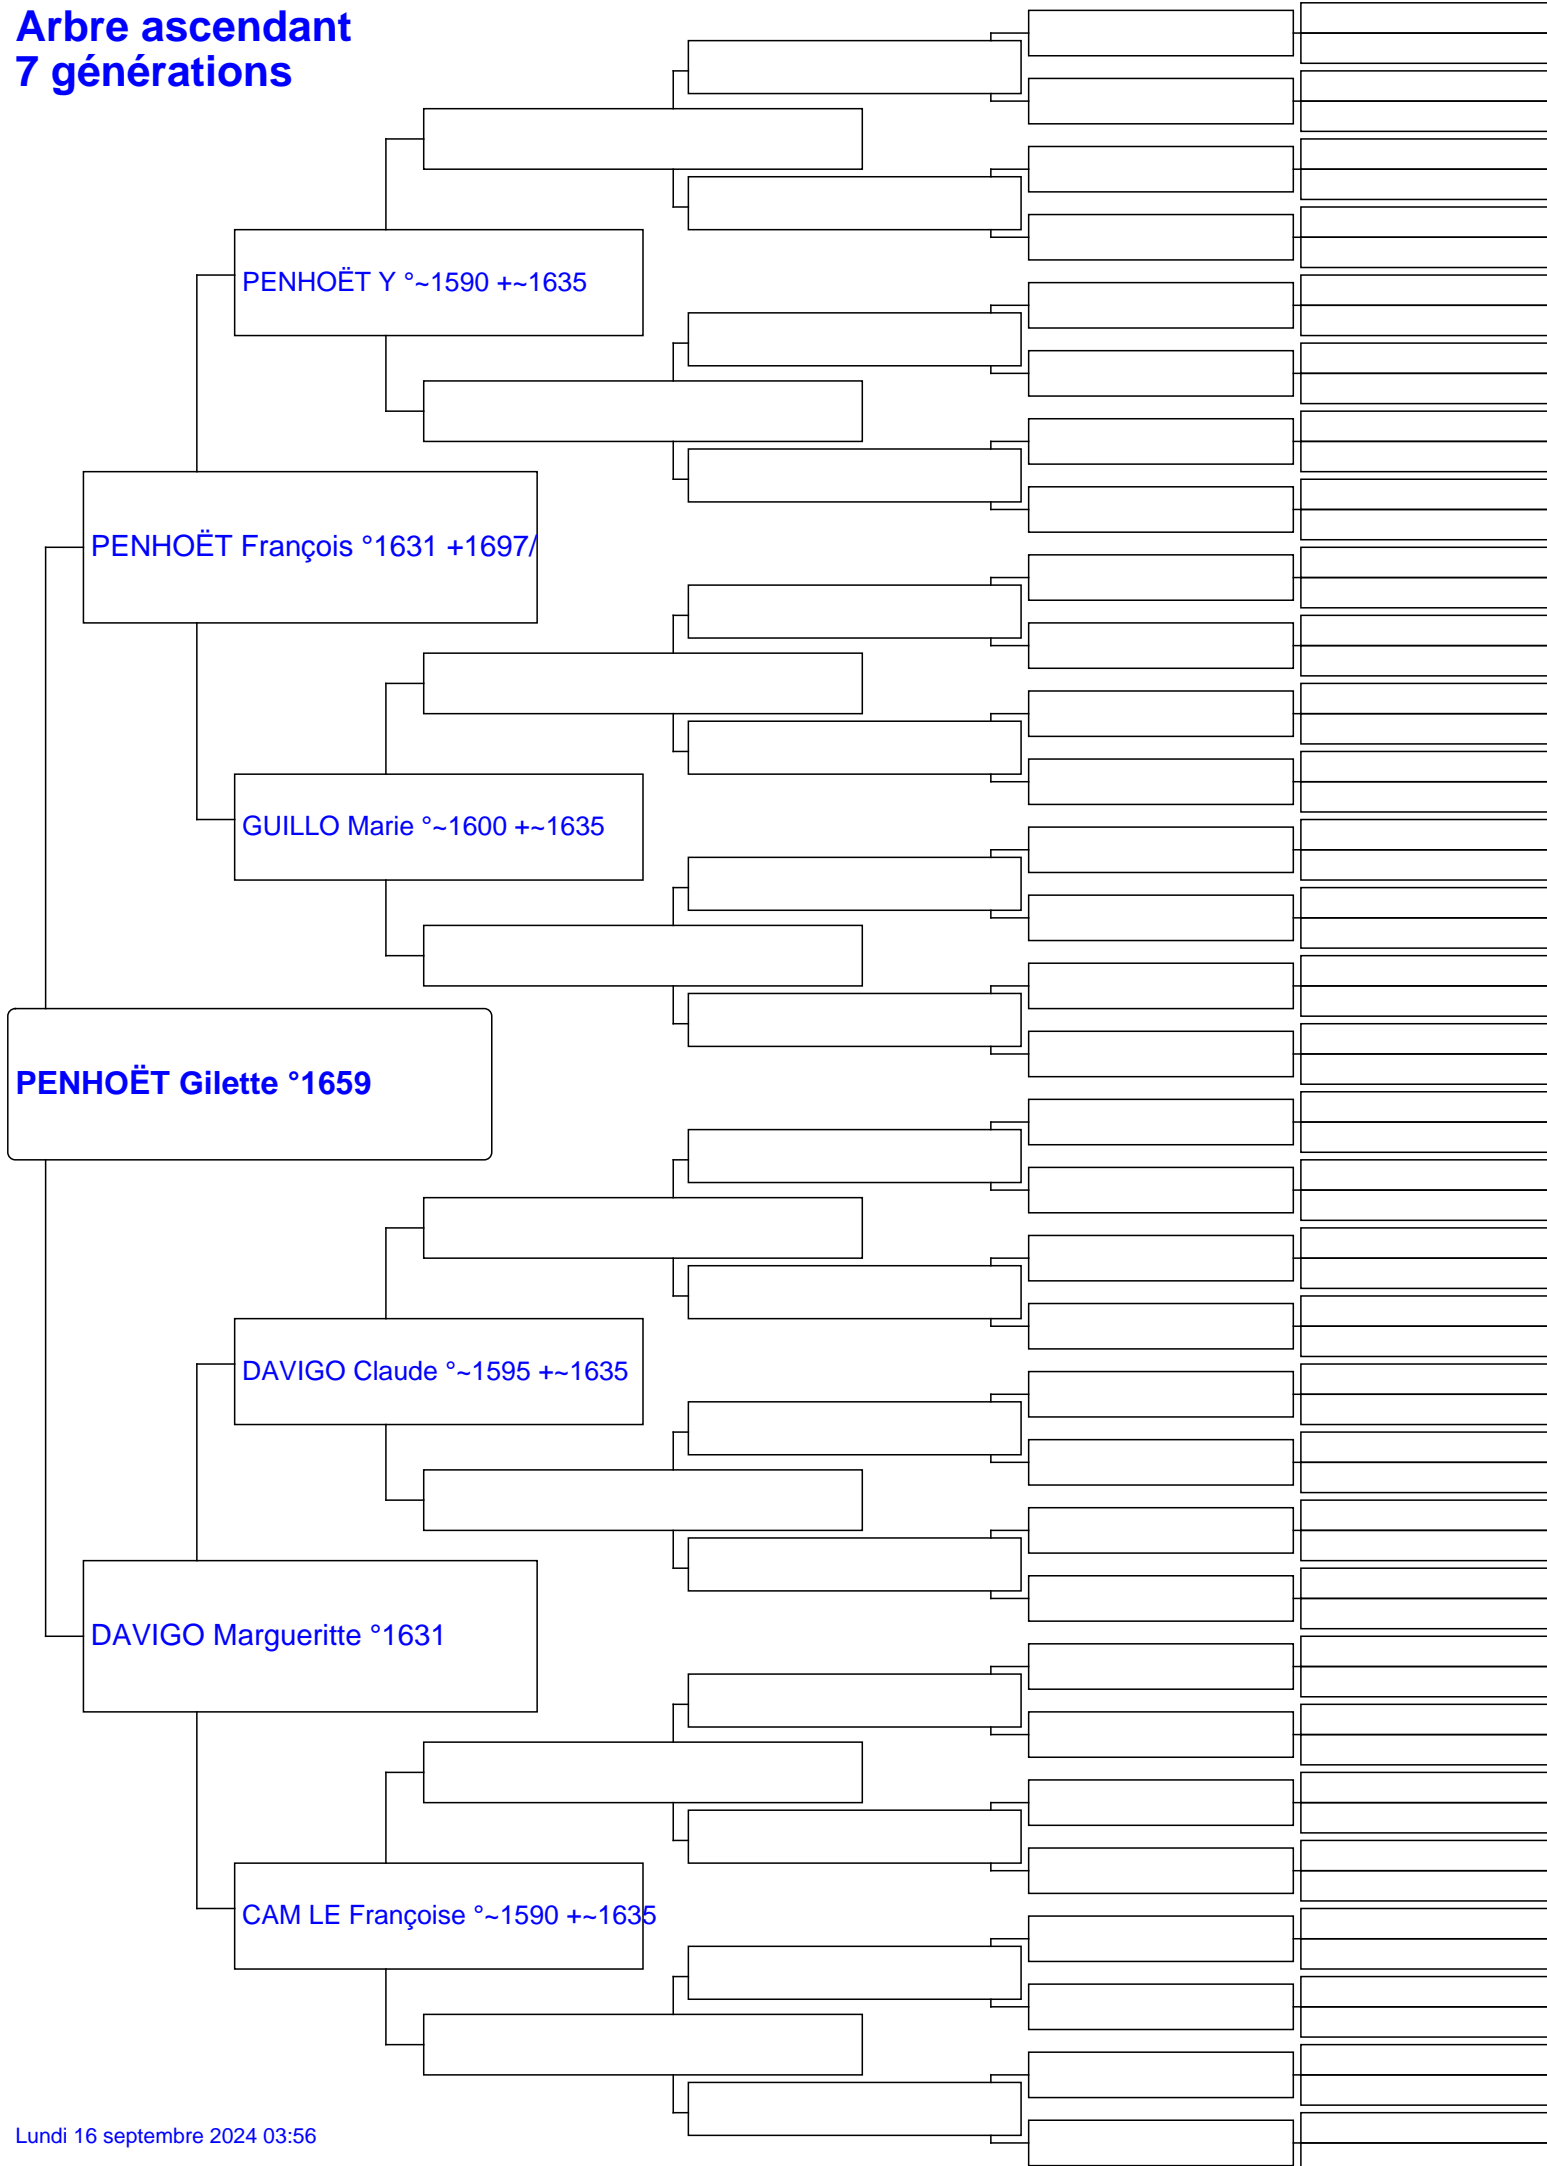 Arbre ascendant
7 générations
PENHOËT Y °~1590 +~1635
PENHOËT François °1631 +1697/
GUILLO Marie °~1600 +~1635
PENHOËT Gilette °1659
DAVIGO Claude °~1595 +~1635
DAVIGO Margueritte °1631
CAM LE Françoise °~1590 +~1635
Lundi 16 septembre 2024 03:56